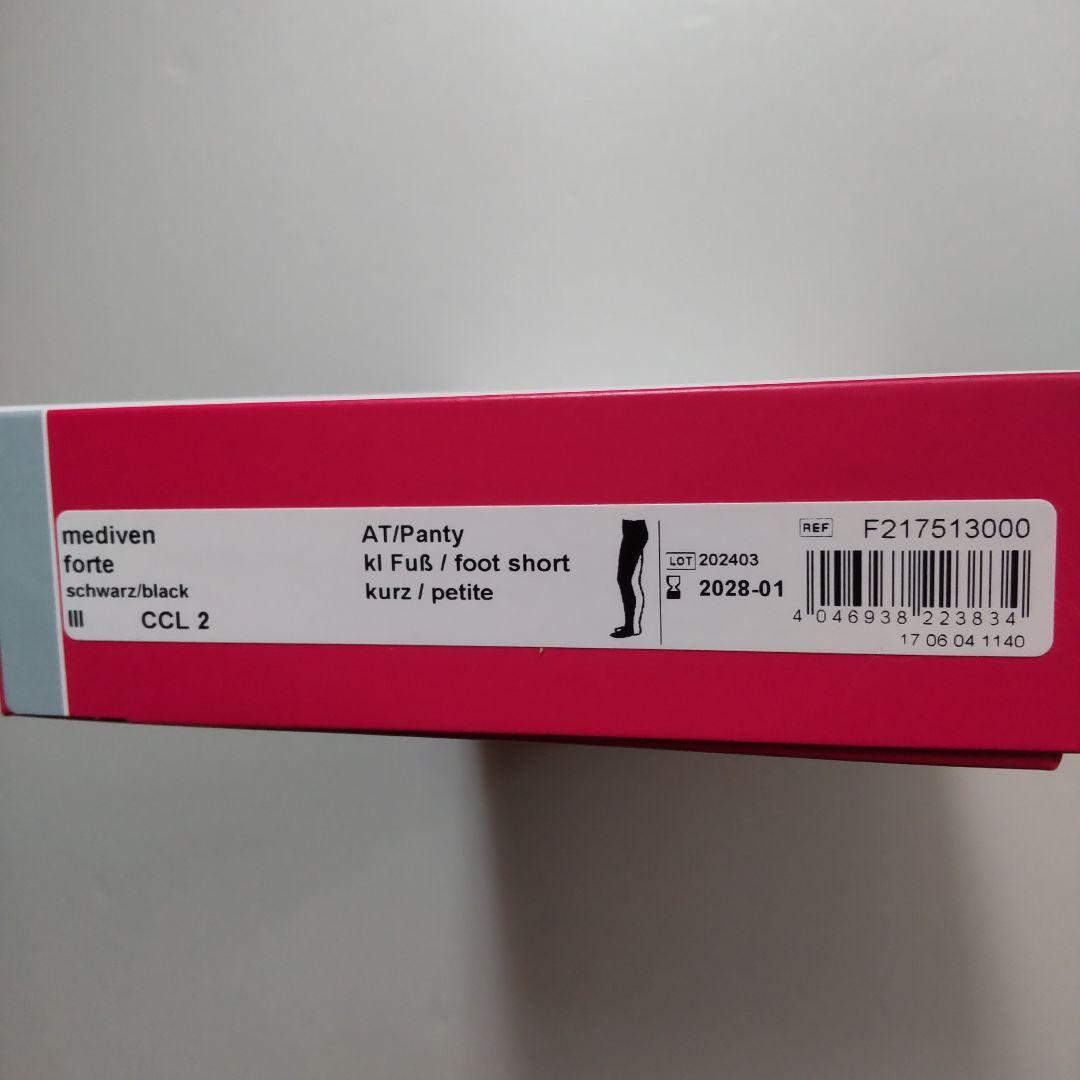 mediven
forte
schwarz/black
III CCL 2
AT/Panty
kl Fuß / foot short
kurz / petite
LOT 202403
2028-01
REF F217513000
4 046938 223834
17 06 04 1140